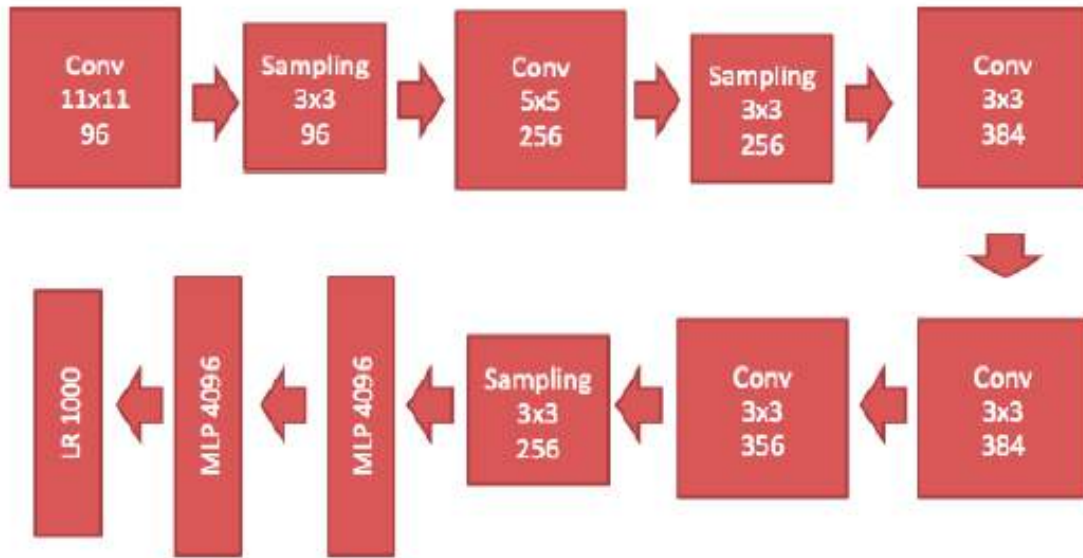 Conv
11x11
96
Sampling
3x3
96
Conv
5x5
256
Sampling
3x3
256
Conv
3x3
384
Conv
3x3
384
Conv
3x3
356
Sampling
3x3
256
MLP 4096
MLP 4096
LR 1000